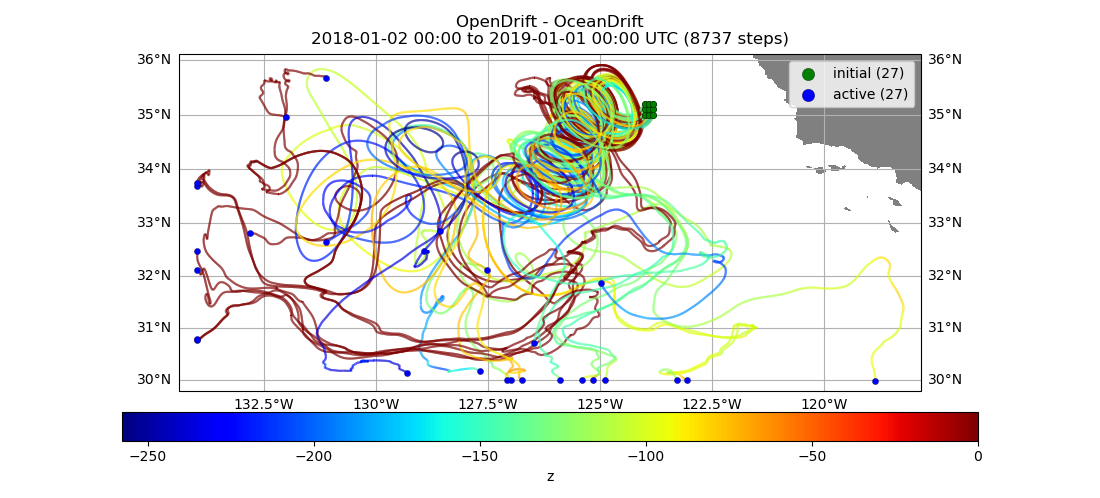 OpenDrift - OceanDrift
2018-01-02 00:00 to 2019-01-01 00:00 UTC (8737 steps)
36°N
36°N
initial (27)
active (27)
35°N
35°N
34°N
34°N
33°N
33°N
32°N
32°N
31°N
31°N
30°N
30°N
132.5°W 130°W 127.5°W 125°W 122.5°W 120°W
−250 −200 −150 −100 −50 0
z